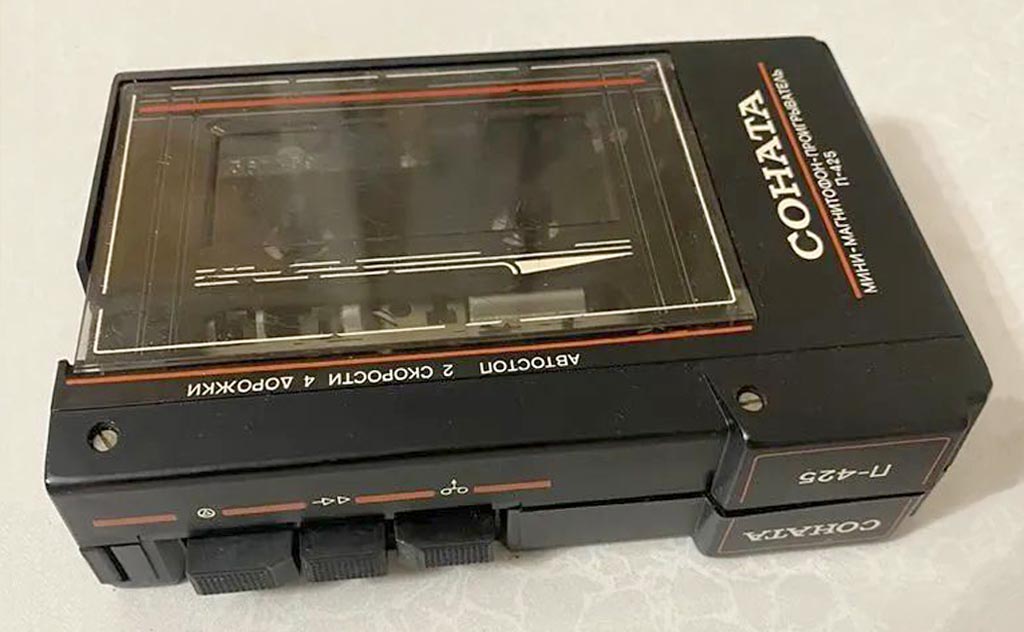 СОНАТА
МИНИ-МАГНИТОФОН-ПРОИГРЫВАТЕЛЬ
П-425
АВТОСТОП 2 СКОРОСТИ 4 ДОРОЖКИ
П-425
СОНАТА